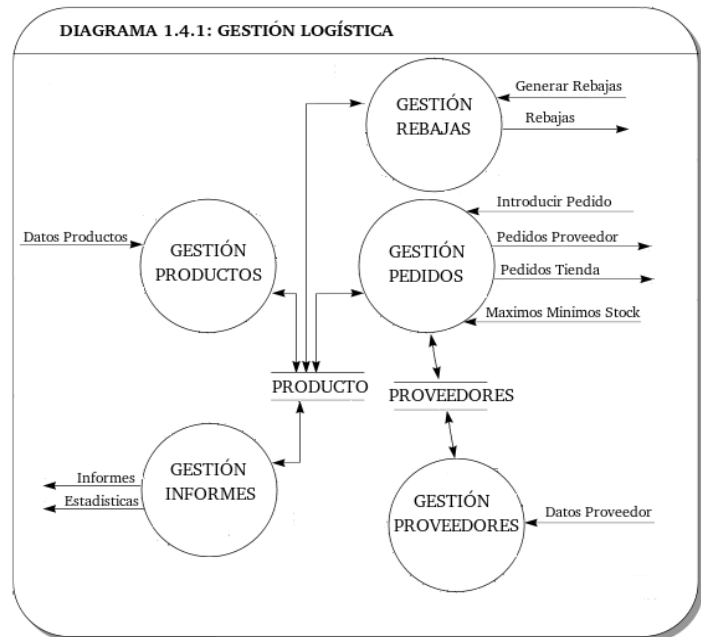 DIAGRAMA 1.4.1: GESTIÓN LOGÍSTICA
GESTIÓN
REBAJAS
Generar Rebajas
Rebajas
Datos Productos
GESTIÓN
PRODUCTOS
GESTIÓN
PEDIDOS
Introducir Pedido
Pedidos Proveedor
Pedidos Tienda
Maximos Minimos Stock
PRODUCTO
PROVEEDORES
GESTIÓN
INFORMES
Informes
Estadisticas
GESTIÓN
PROVEEDORES
Datos Proveedor